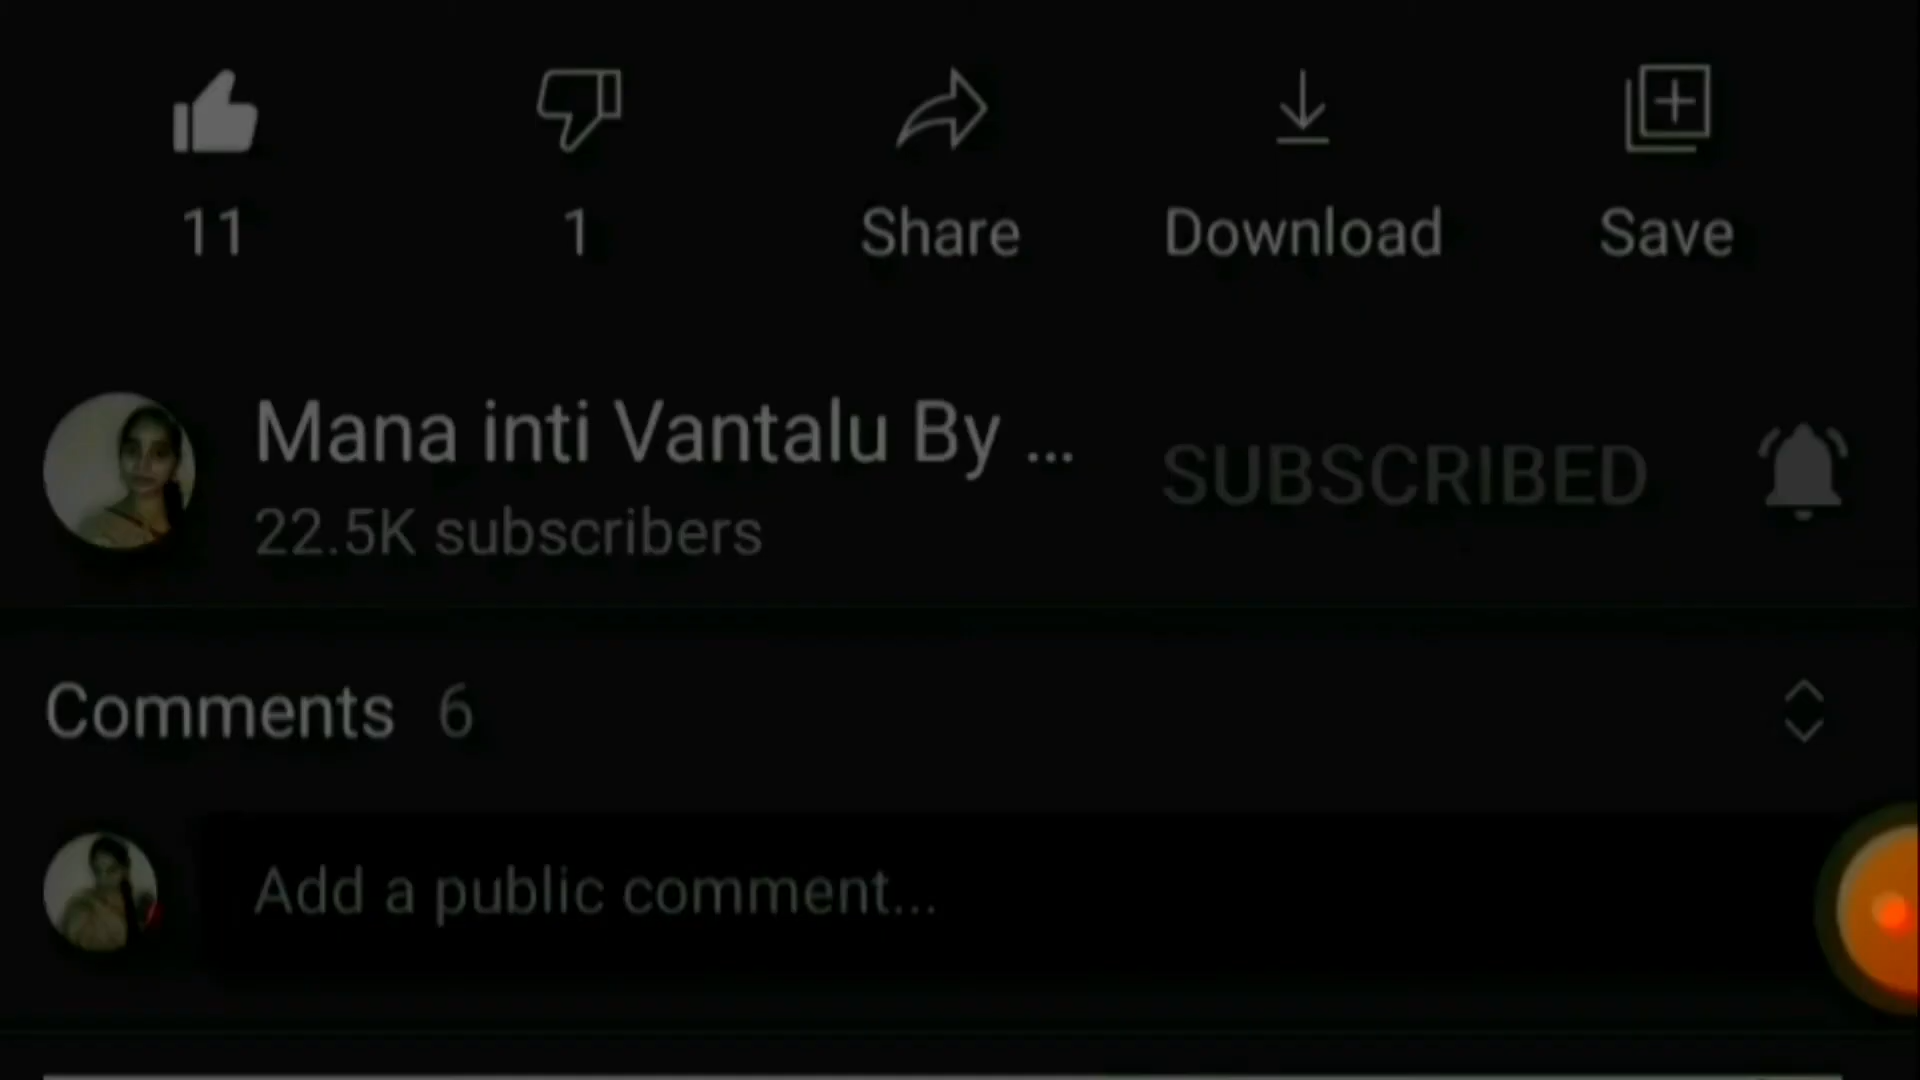 11 1 Share Download Save
Mana inti Vantalu By ... SUBSCRIBED
22.5K subscribers
Comments 6
Add a public comment...